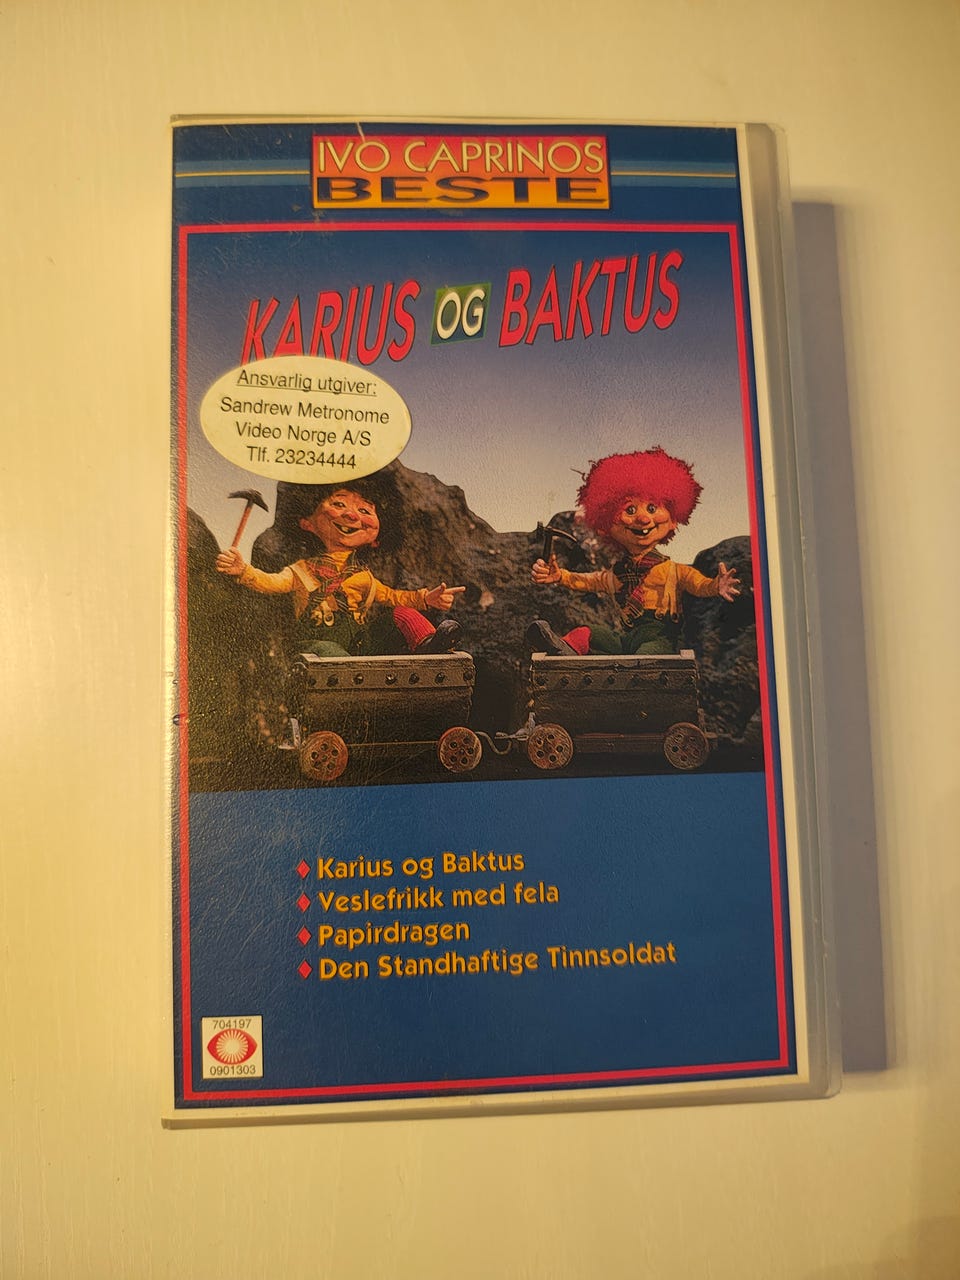 IVO CAPRINOS
BESTE
KARIUS OG BAKTUS
Ansvarlig utgiver:
Sandrew Metronome
Video Norge A/S
Tlf. 23234444
Karius og Baktus
Veslefrikk med fela
Papirdragen
Den Standhaftige Tinnsoldat
704197
0901303